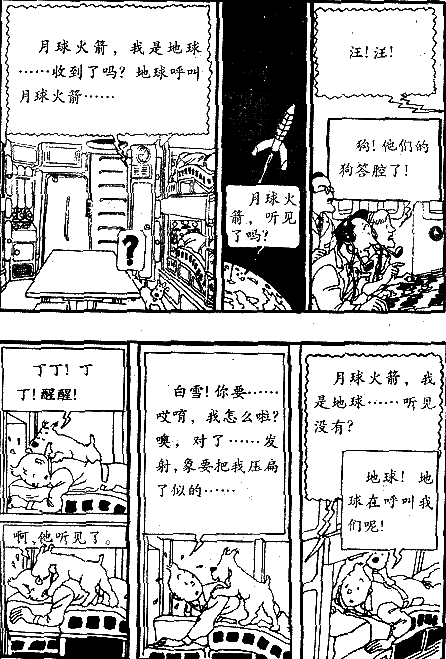 月球火箭，我是地球
……收到了吗？地球呼叫
月球火箭……
?
月球火
箭，听见
了吗？
汪！汪！
狗！他们的
狗答腔了！
丁丁！丁
丁！醒醒！
啊，他听见了。
白雪！你要……
哎唷，我怎么啦？
噢，对了……发
射，象要把我压扁
了似的……
月球火箭，我
是地球……听见
没有？
地球！地
球在呼叫我
们呢！